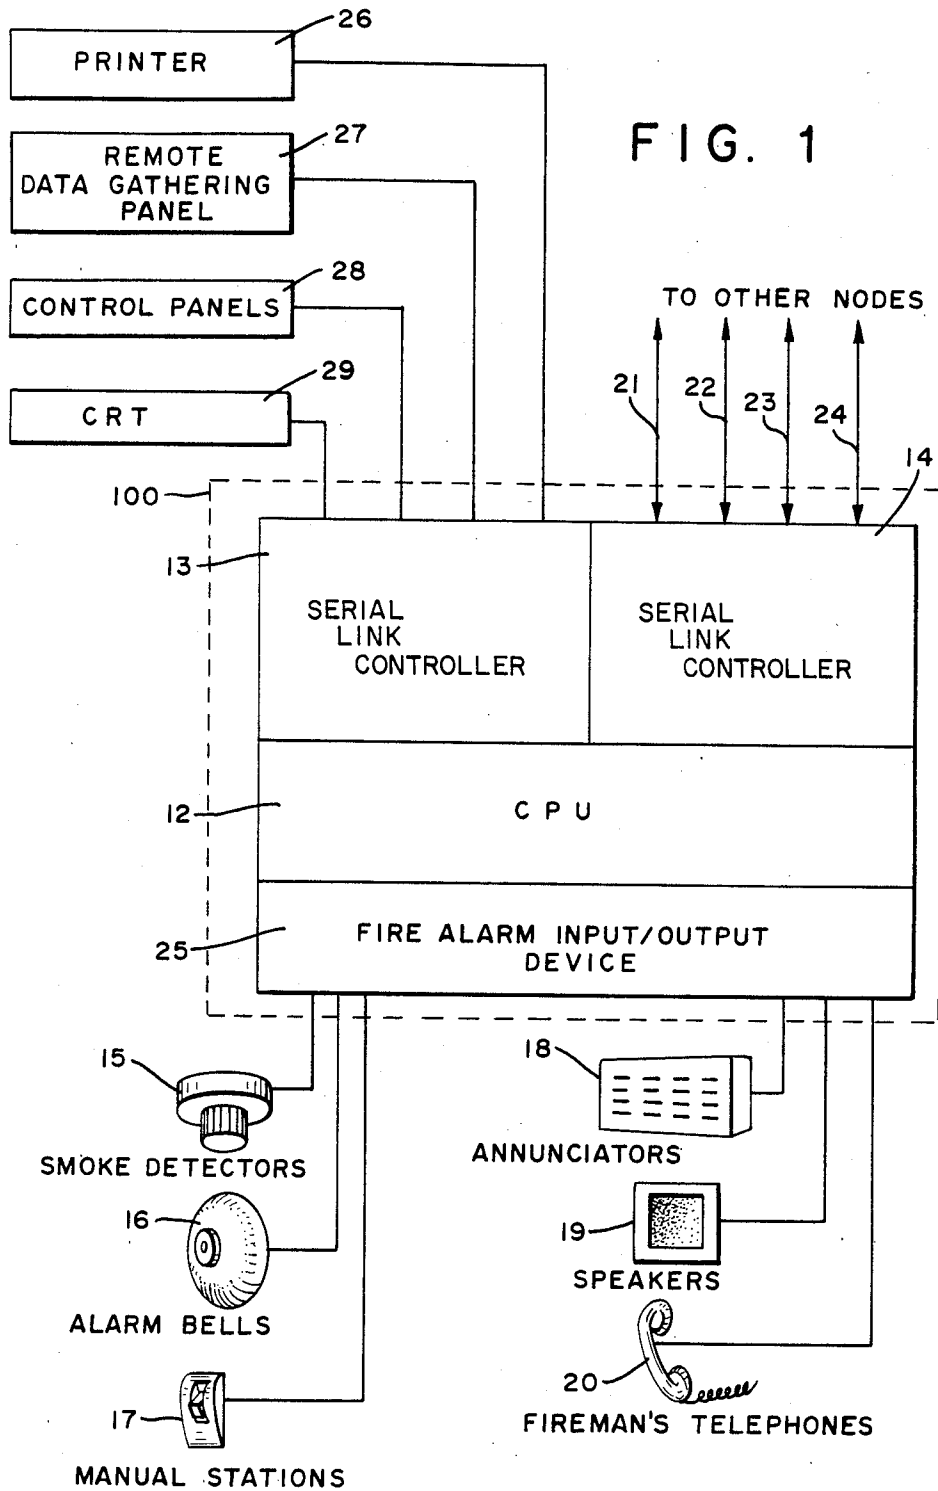 26
PRINTER
FIG. 1
27
REMOTE
DATA GATHERING
PANEL
28
CONTROL PANELS
TO OTHER NODES
29
CRT
21
22
23
24
14
100
13
SERIAL
LINK
CONTROLLER
SERIAL
LINK
CONTROLLER
12
CPU
25
FIRE ALARM INPUT/OUTPUT
DEVICE
15
SMOKE DETECTORS
18
ANNUNCIATORS
16
ALARM BELLS
19
SPEAKERS
17
MANUAL STATIONS
20
FIREMAN'S TELEPHONES